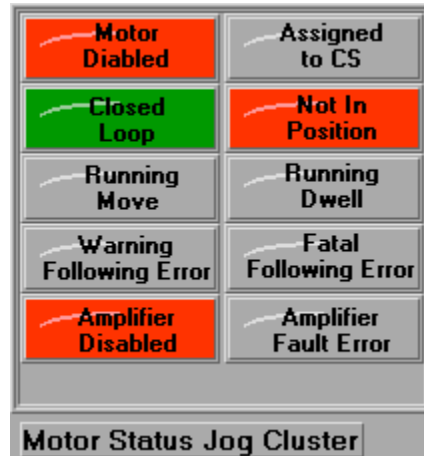 Motor
Diabled
Assigned
to CS
Closed
Loop
Not In
Position
Running
Move
Running
Dwell
Warning
Following Error
Fatal
Following Error
Amplifier
Disabled
Amplifier
Fault Error
Motor Status Jog Cluster